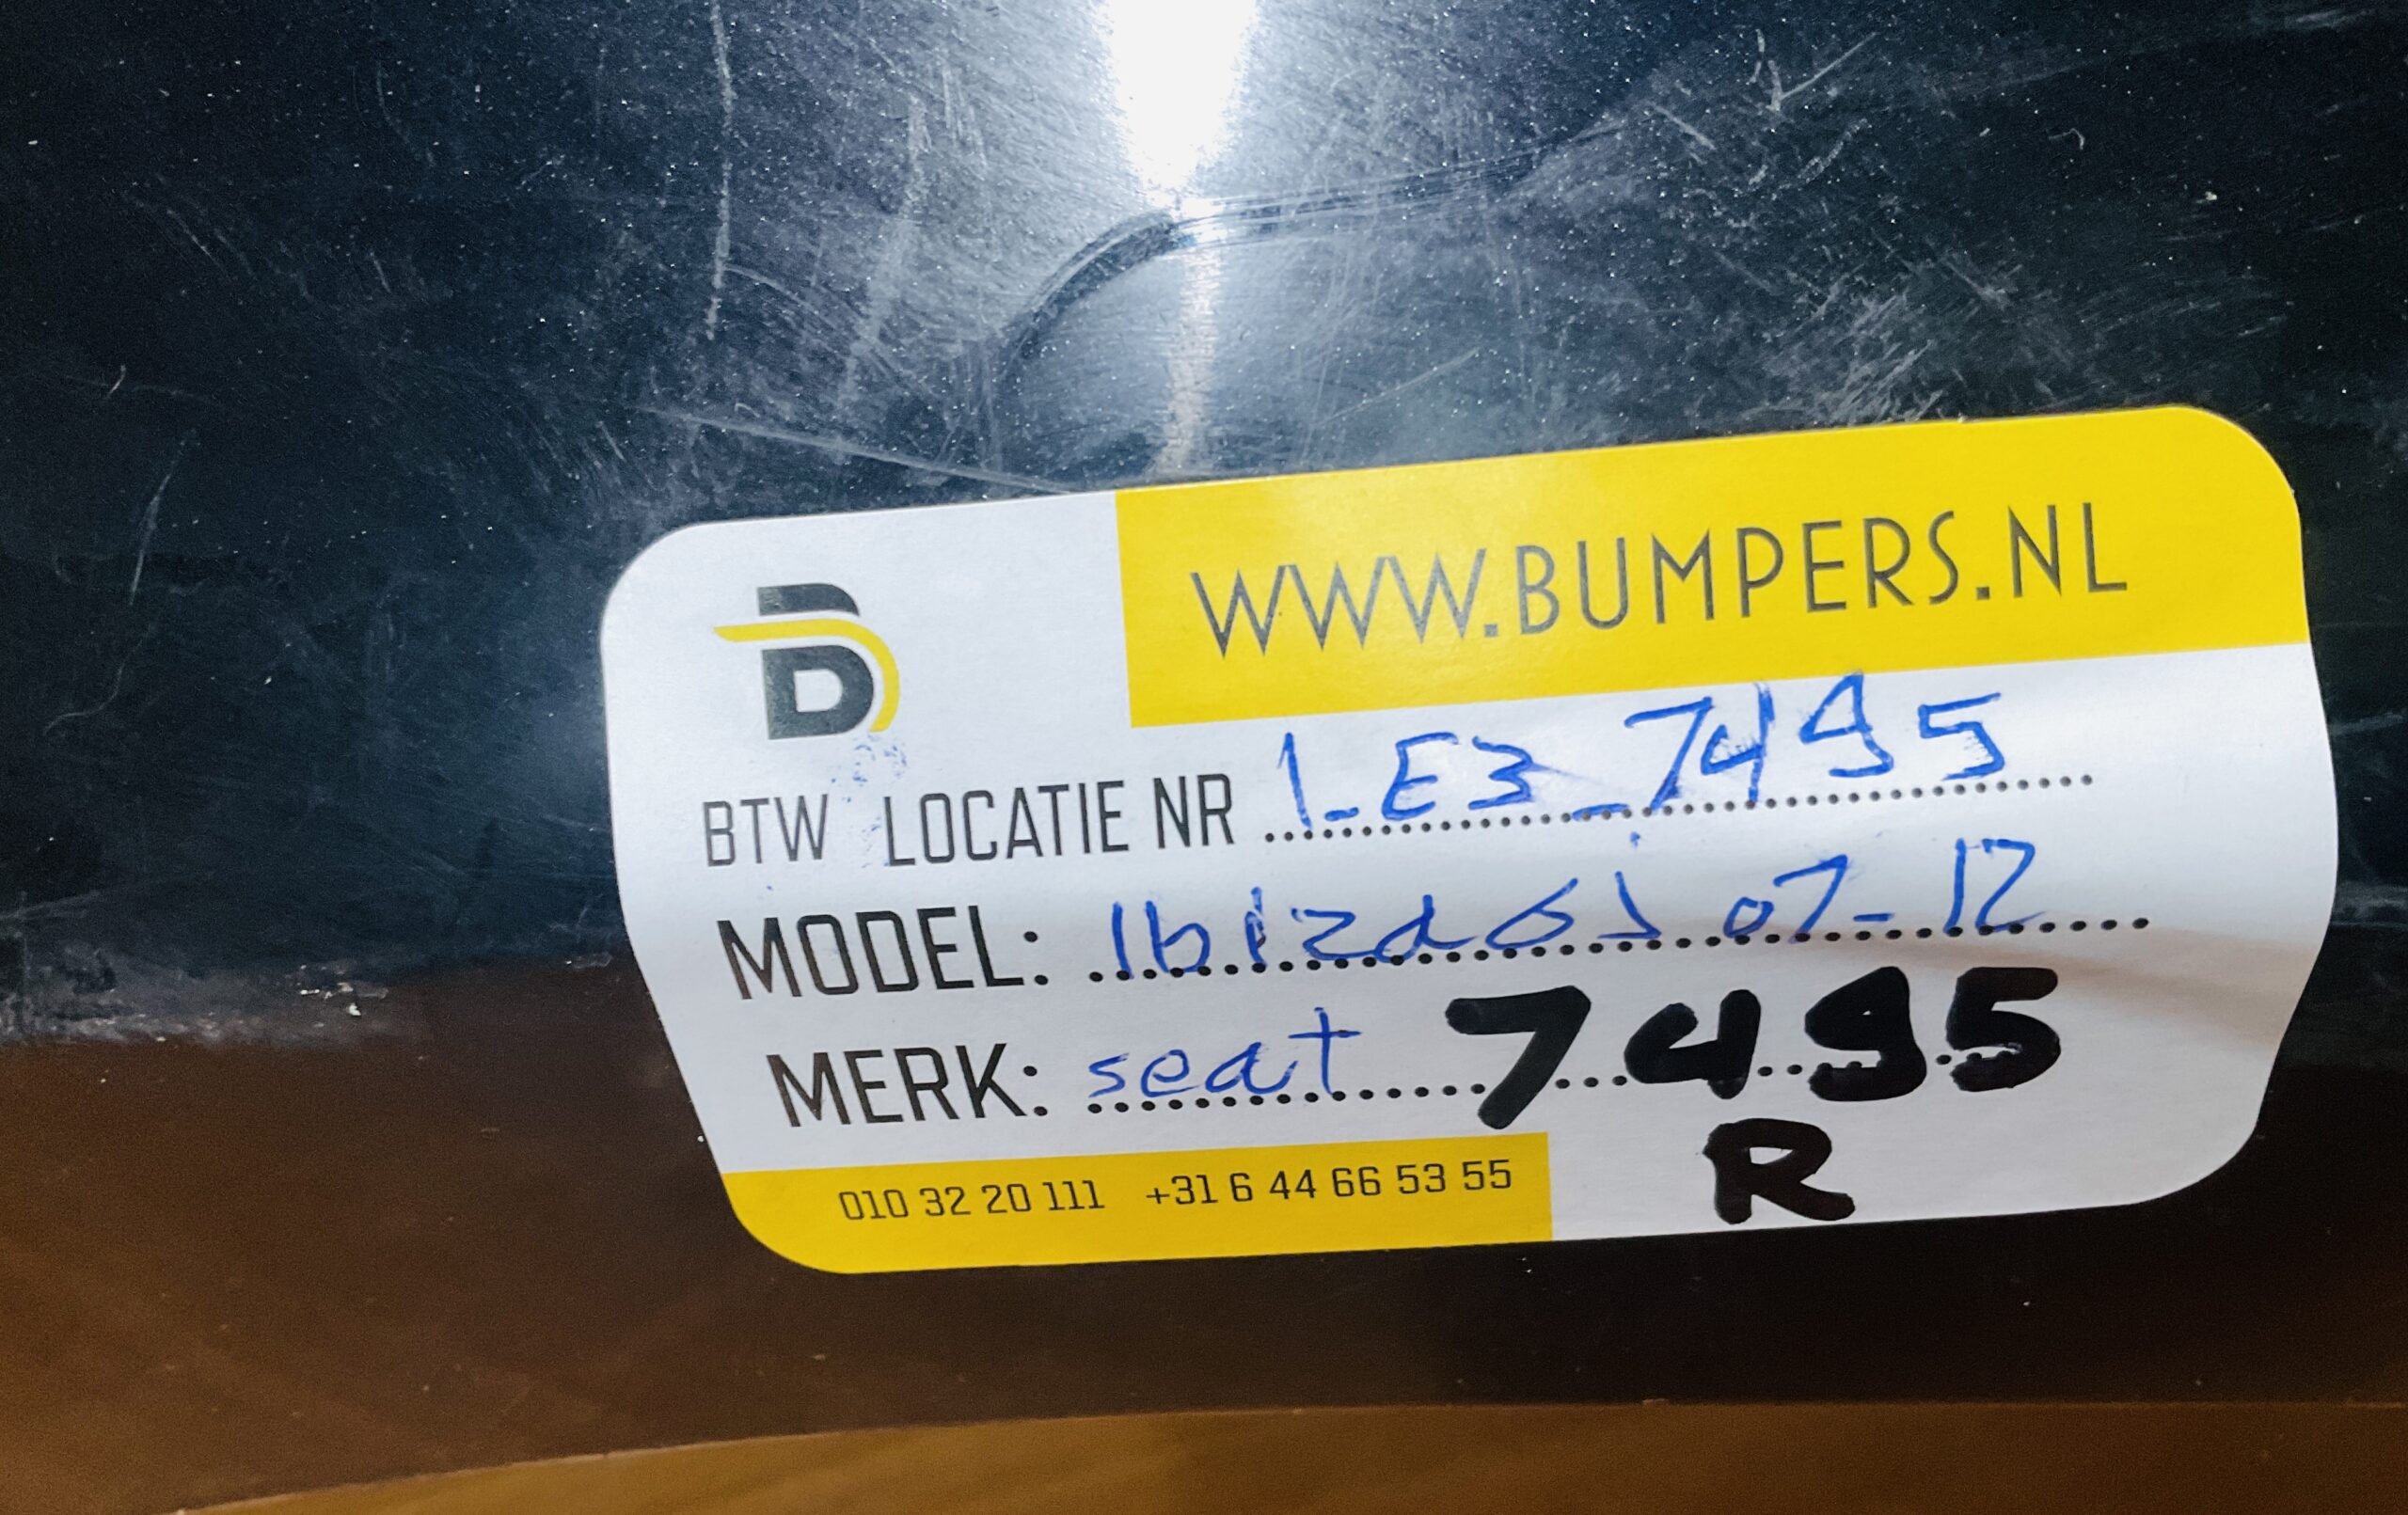 B
WWW.BUMPERS.NL
BTW LOCATIE NR 1-E3-7495
MODEL: Ibiza 6J 07-12
MERK: seat 7495
R
010 32 20 111 +31 6 44 66 53 55